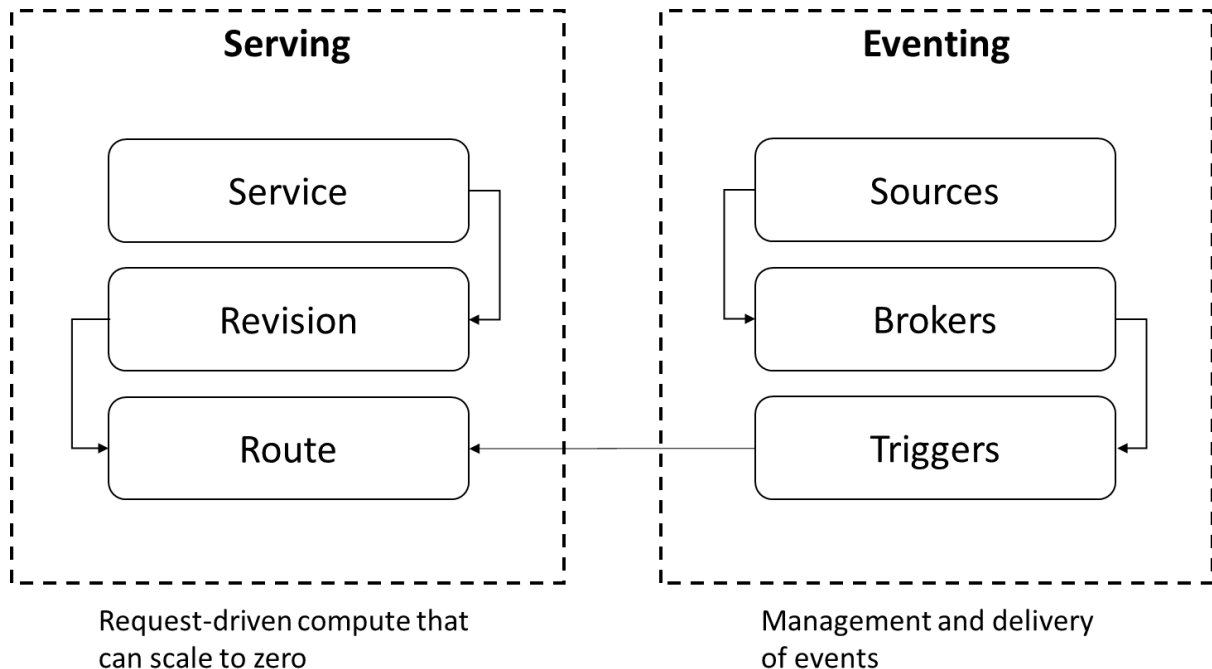 Serving
Service
Revision
Route
Request-driven compute that
can scale to zero
Eventing
Sources
Brokers
Triggers
Management and delivery
of events